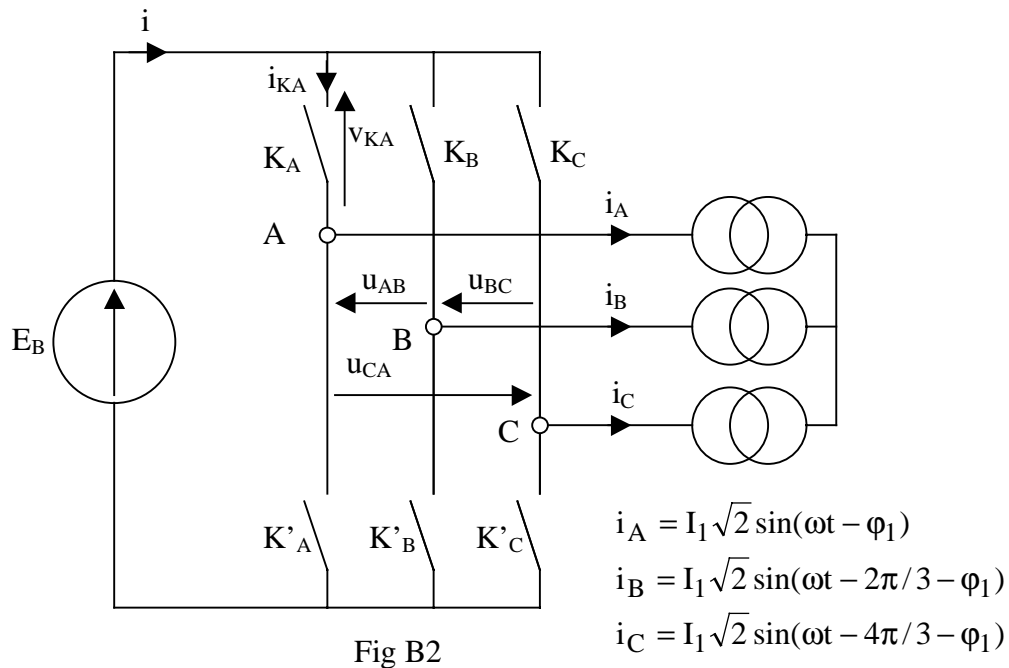 i
i_KA
v_KA
K_A
K_B
K_C
A
i_A
u_AB
u_BC
i_B
B
E_B
u_CA
i_C
C
K’_A
K’_B
K’_C
i_A = I_1√2 sin(ωt − φ_1)
i_B = I_1√2 sin(ωt − 2π/3 − φ_1)
i_C = I_1√2 sin(ωt − 4π/3 − φ_1)
Fig B2